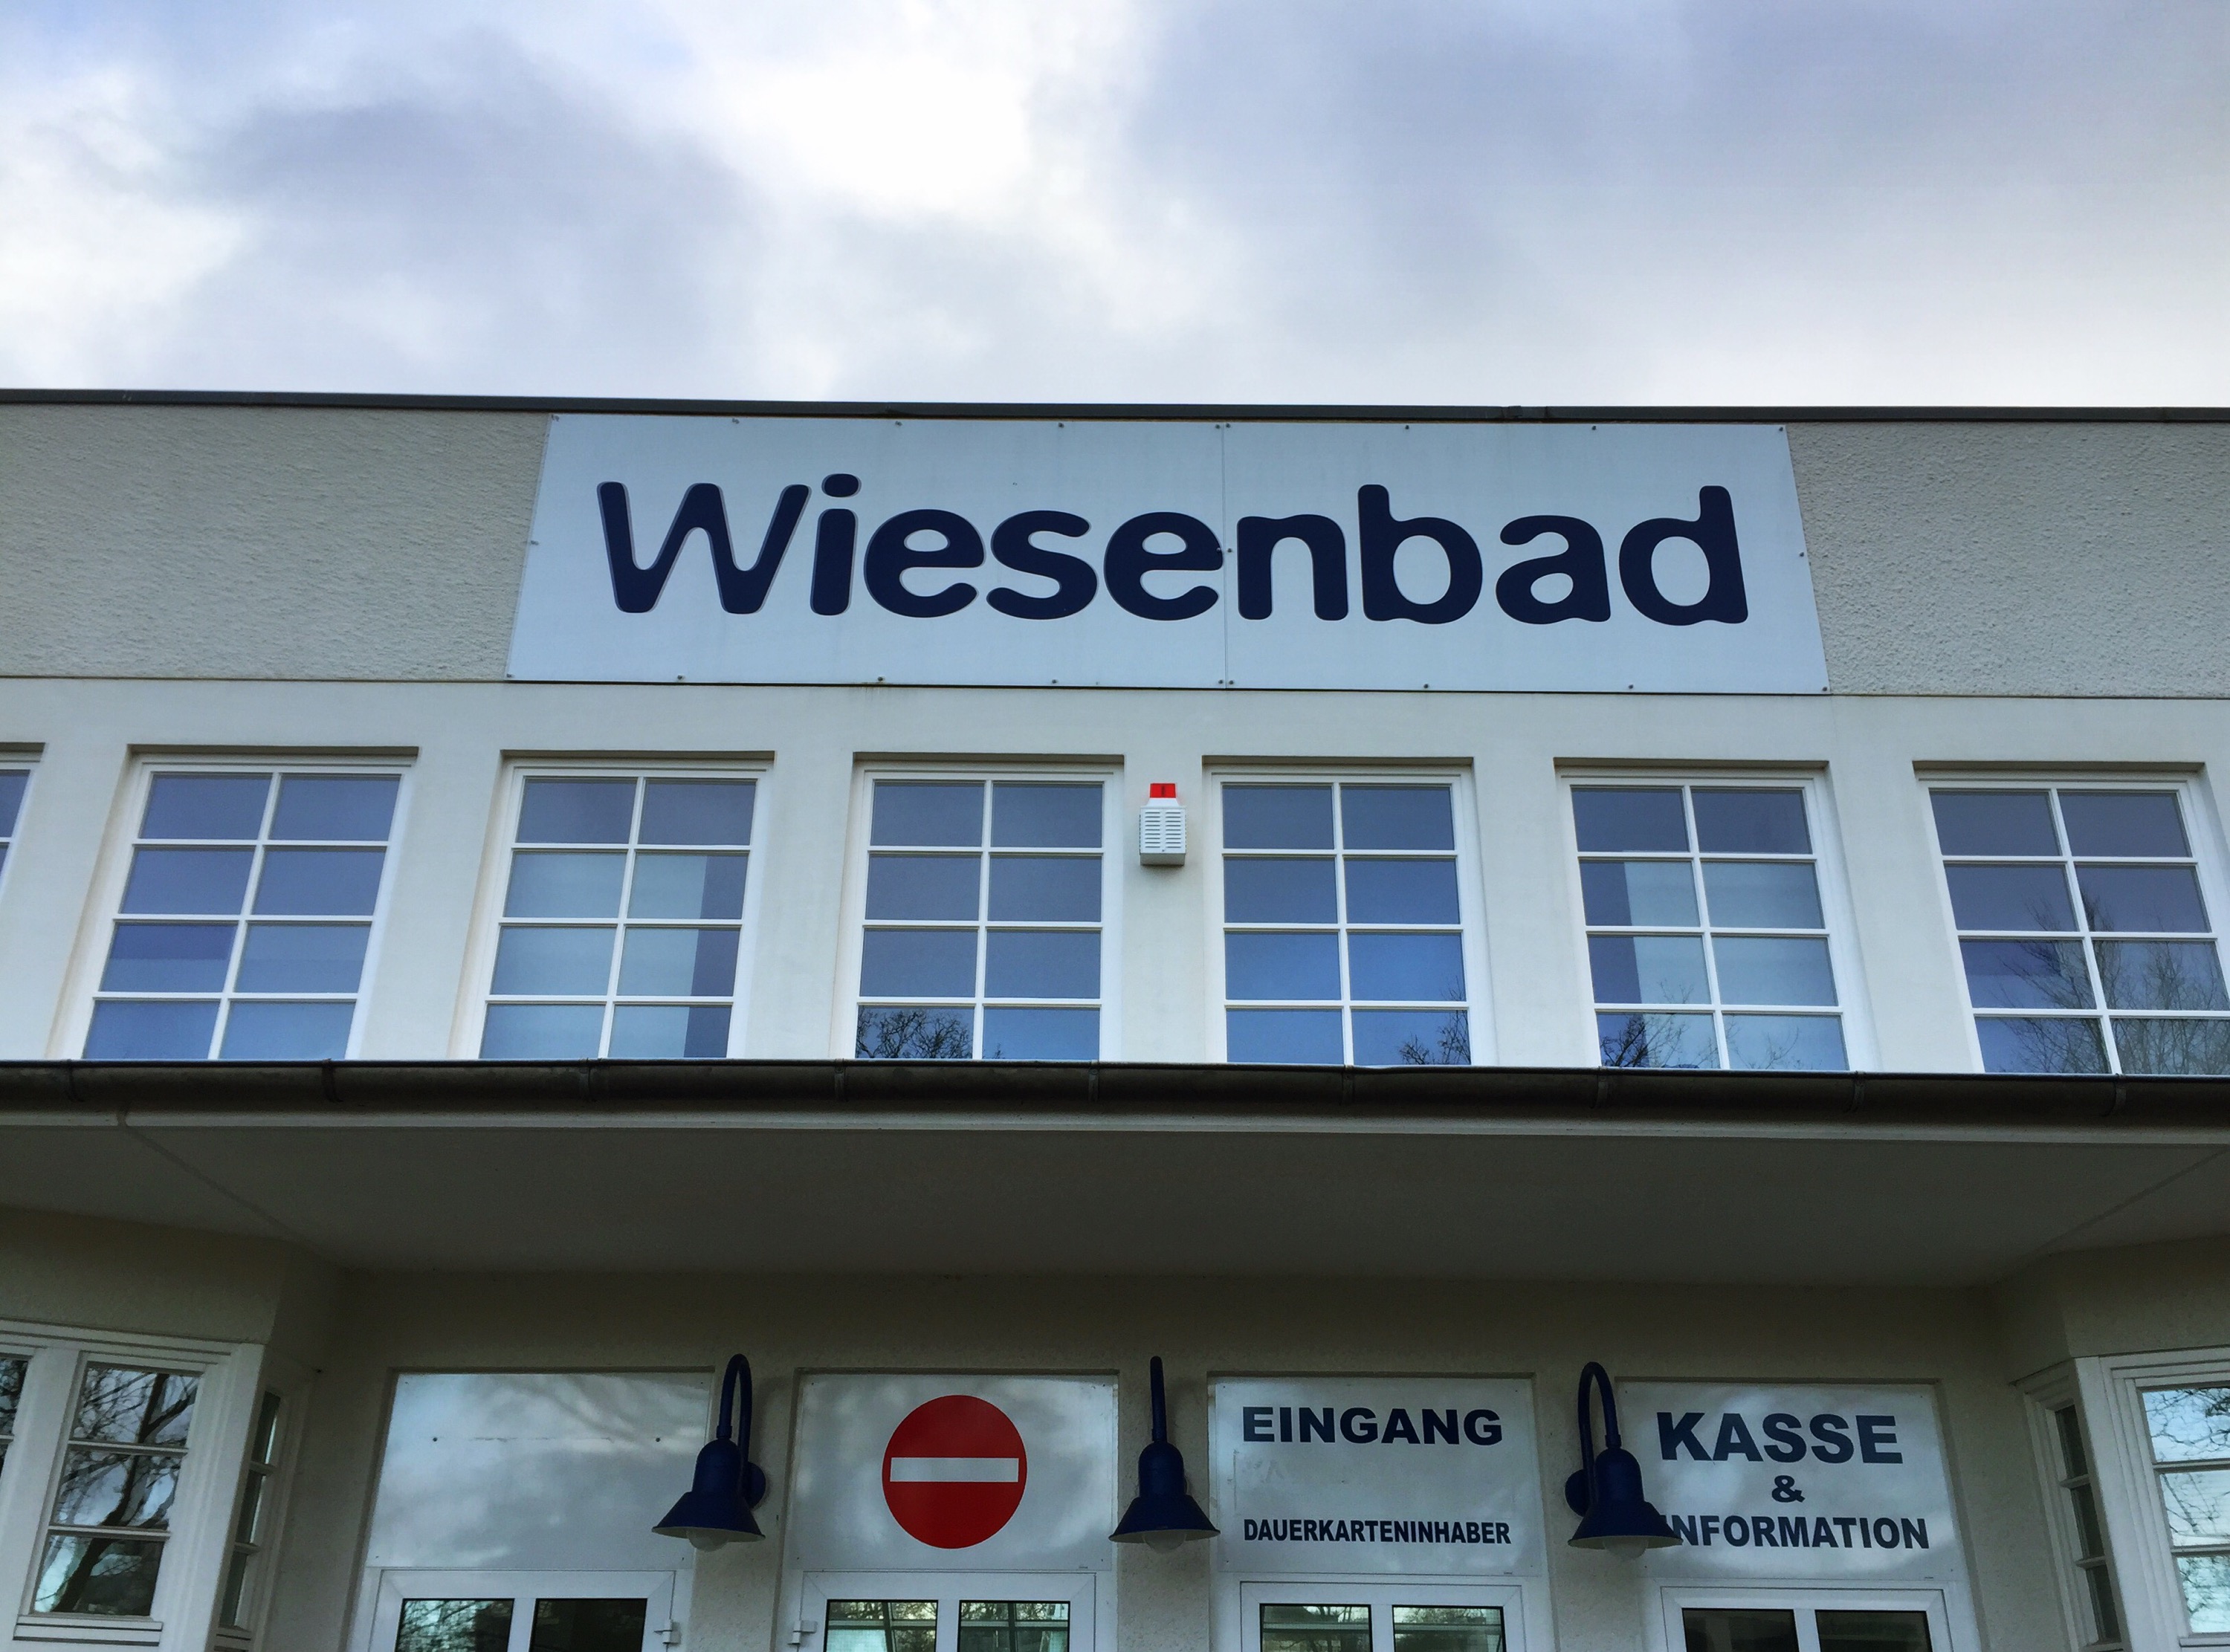 Wiesenbad
EINGANG
DAUERKARTENINHABER
KASSE
&
INFORMATION